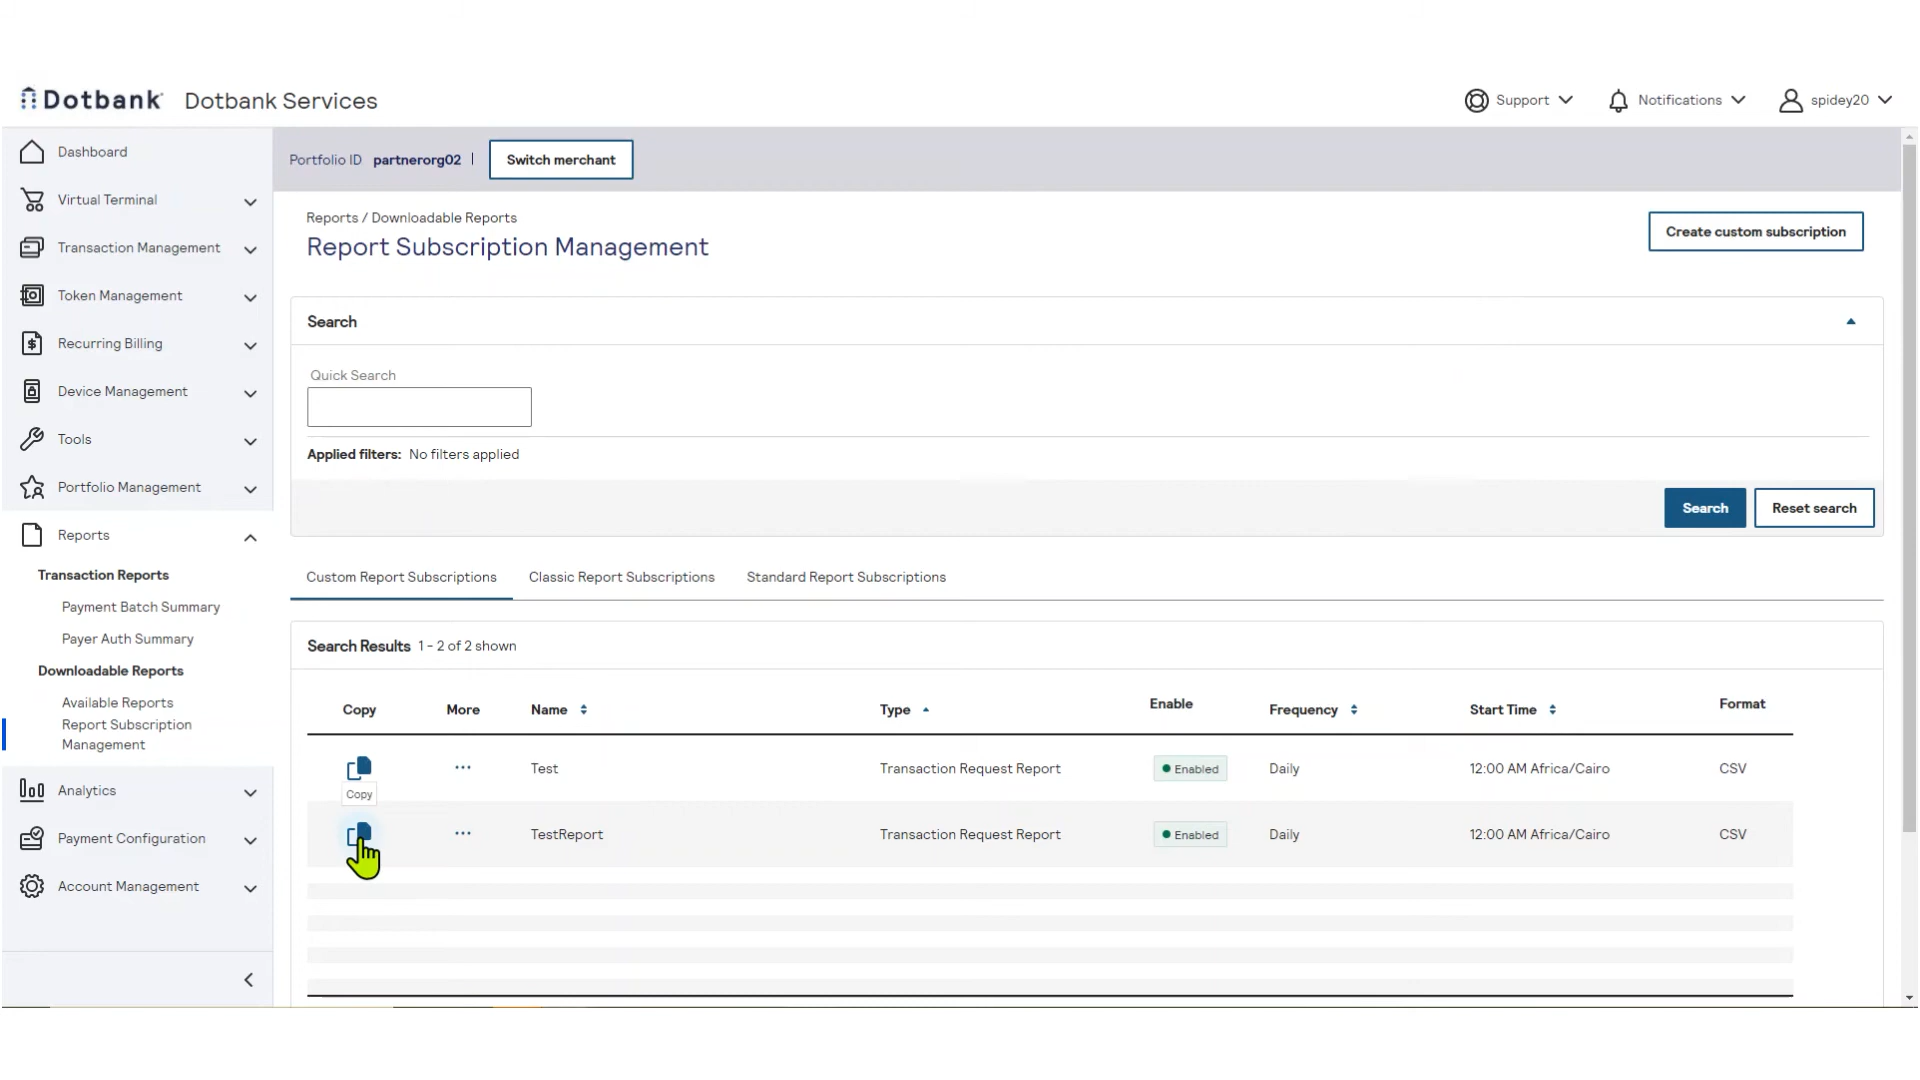 Dotbank Dotbank Services Support Notifications spidey20
Dashboard
Virtual Terminal
Transaction Management
Token Management
Recurring Billing
Device Management
Tools
Portfolio Management
Reports
Transaction Reports
Payment Batch Summary
Payer Auth Summary
Downloadable Reports
Available Reports
Report Subscription
Management
Analytics
Payment Configuration
Account Management
Portfolio ID partnerorg02 | Switch merchant
Reports / Downloadable Reports
Report Subscription Management
Create custom subscription
Search
Quick Search
Applied filters: No filters applied
Search Reset search
Custom Report Subscriptions Classic Report Subscriptions Standard Report Subscriptions
Search Results 1 - 2 of 2 shown
Copy More Name Type Enable Frequency Start Time Format
Test Transaction Request Report Enabled Daily 12:00 AM Africa/Cairo CSV
Copy
TestReport Transaction Request Report Enabled Daily 12:00 AM Africa/Cairo CSV